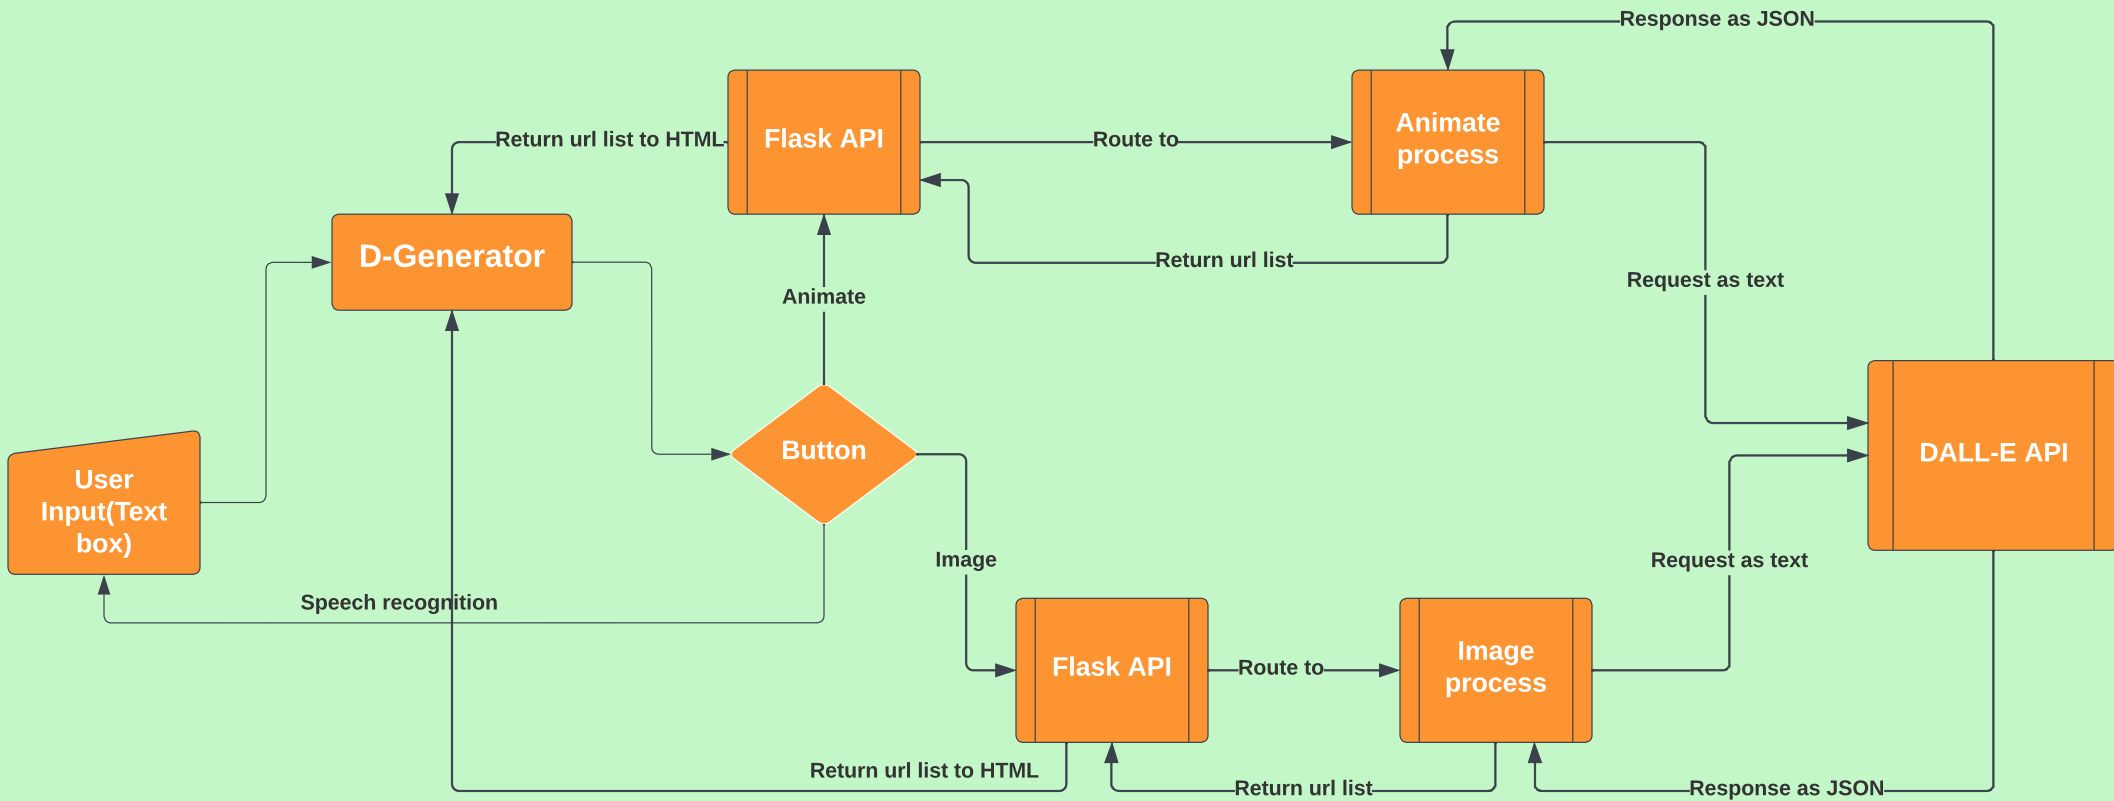 Response as JSON
Return url list to HTML
Flask API
Route to
Animate
process
D-Generator
Return url list
Request as text
Animate
Button
DALL-E API
User
Input(Text
box)
Image
Request as text
Speech recognition
Flask API
Route to
Image
process
Return url list to HTML
Return url list
Response as JSON